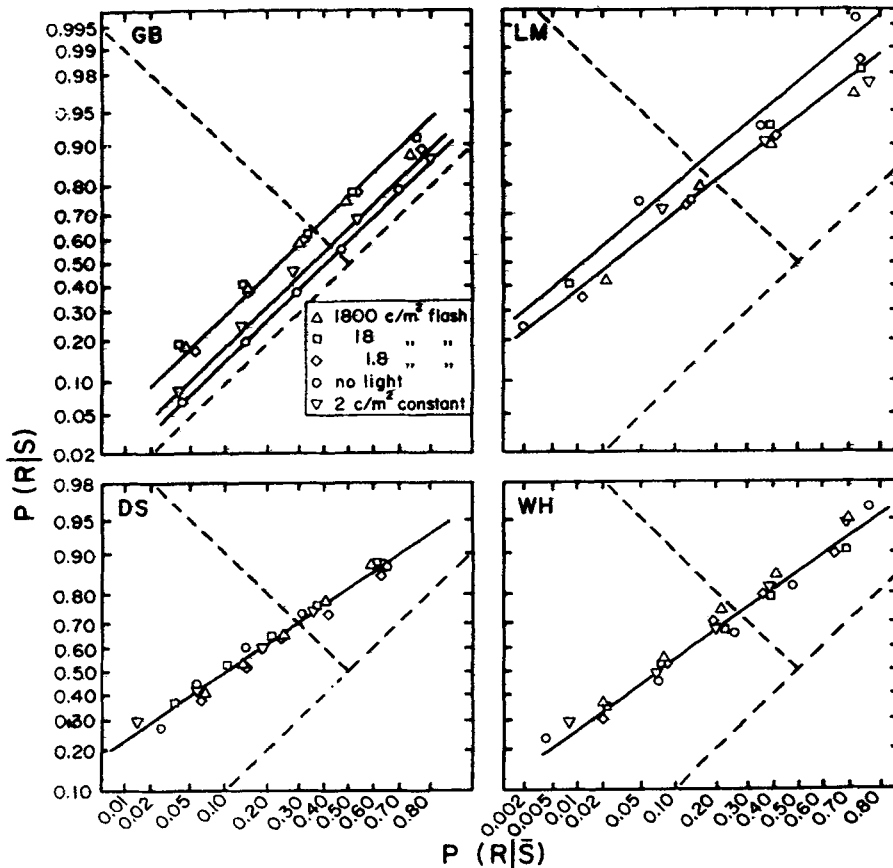 GB
LM
0.995
0.99
0.98
0.95
0.90
0.80
0.70
0.60
0.50
0.40
0.30
0.20
0.10
0.05
0.02
△ 1800 c/m² flash
□ 18 „ „
◇ 1.8 „ „
○ no light
▽ 2 c/m² constant
P (R|S)
DS
WH
0.98
0.95
0.90
0.80
0.70
0.60
0.50
0.40
0.30
0.20
0.10
0.01 0.02 0.05 0.10 0.20 0.30 0.40 0.50 0.60 0.70 0.80
0.002 0.005 0.01 0.02 0.05 0.10 0.20 0.30 0.40 0.50 0.60 0.70 0.80
P (R|S̄)